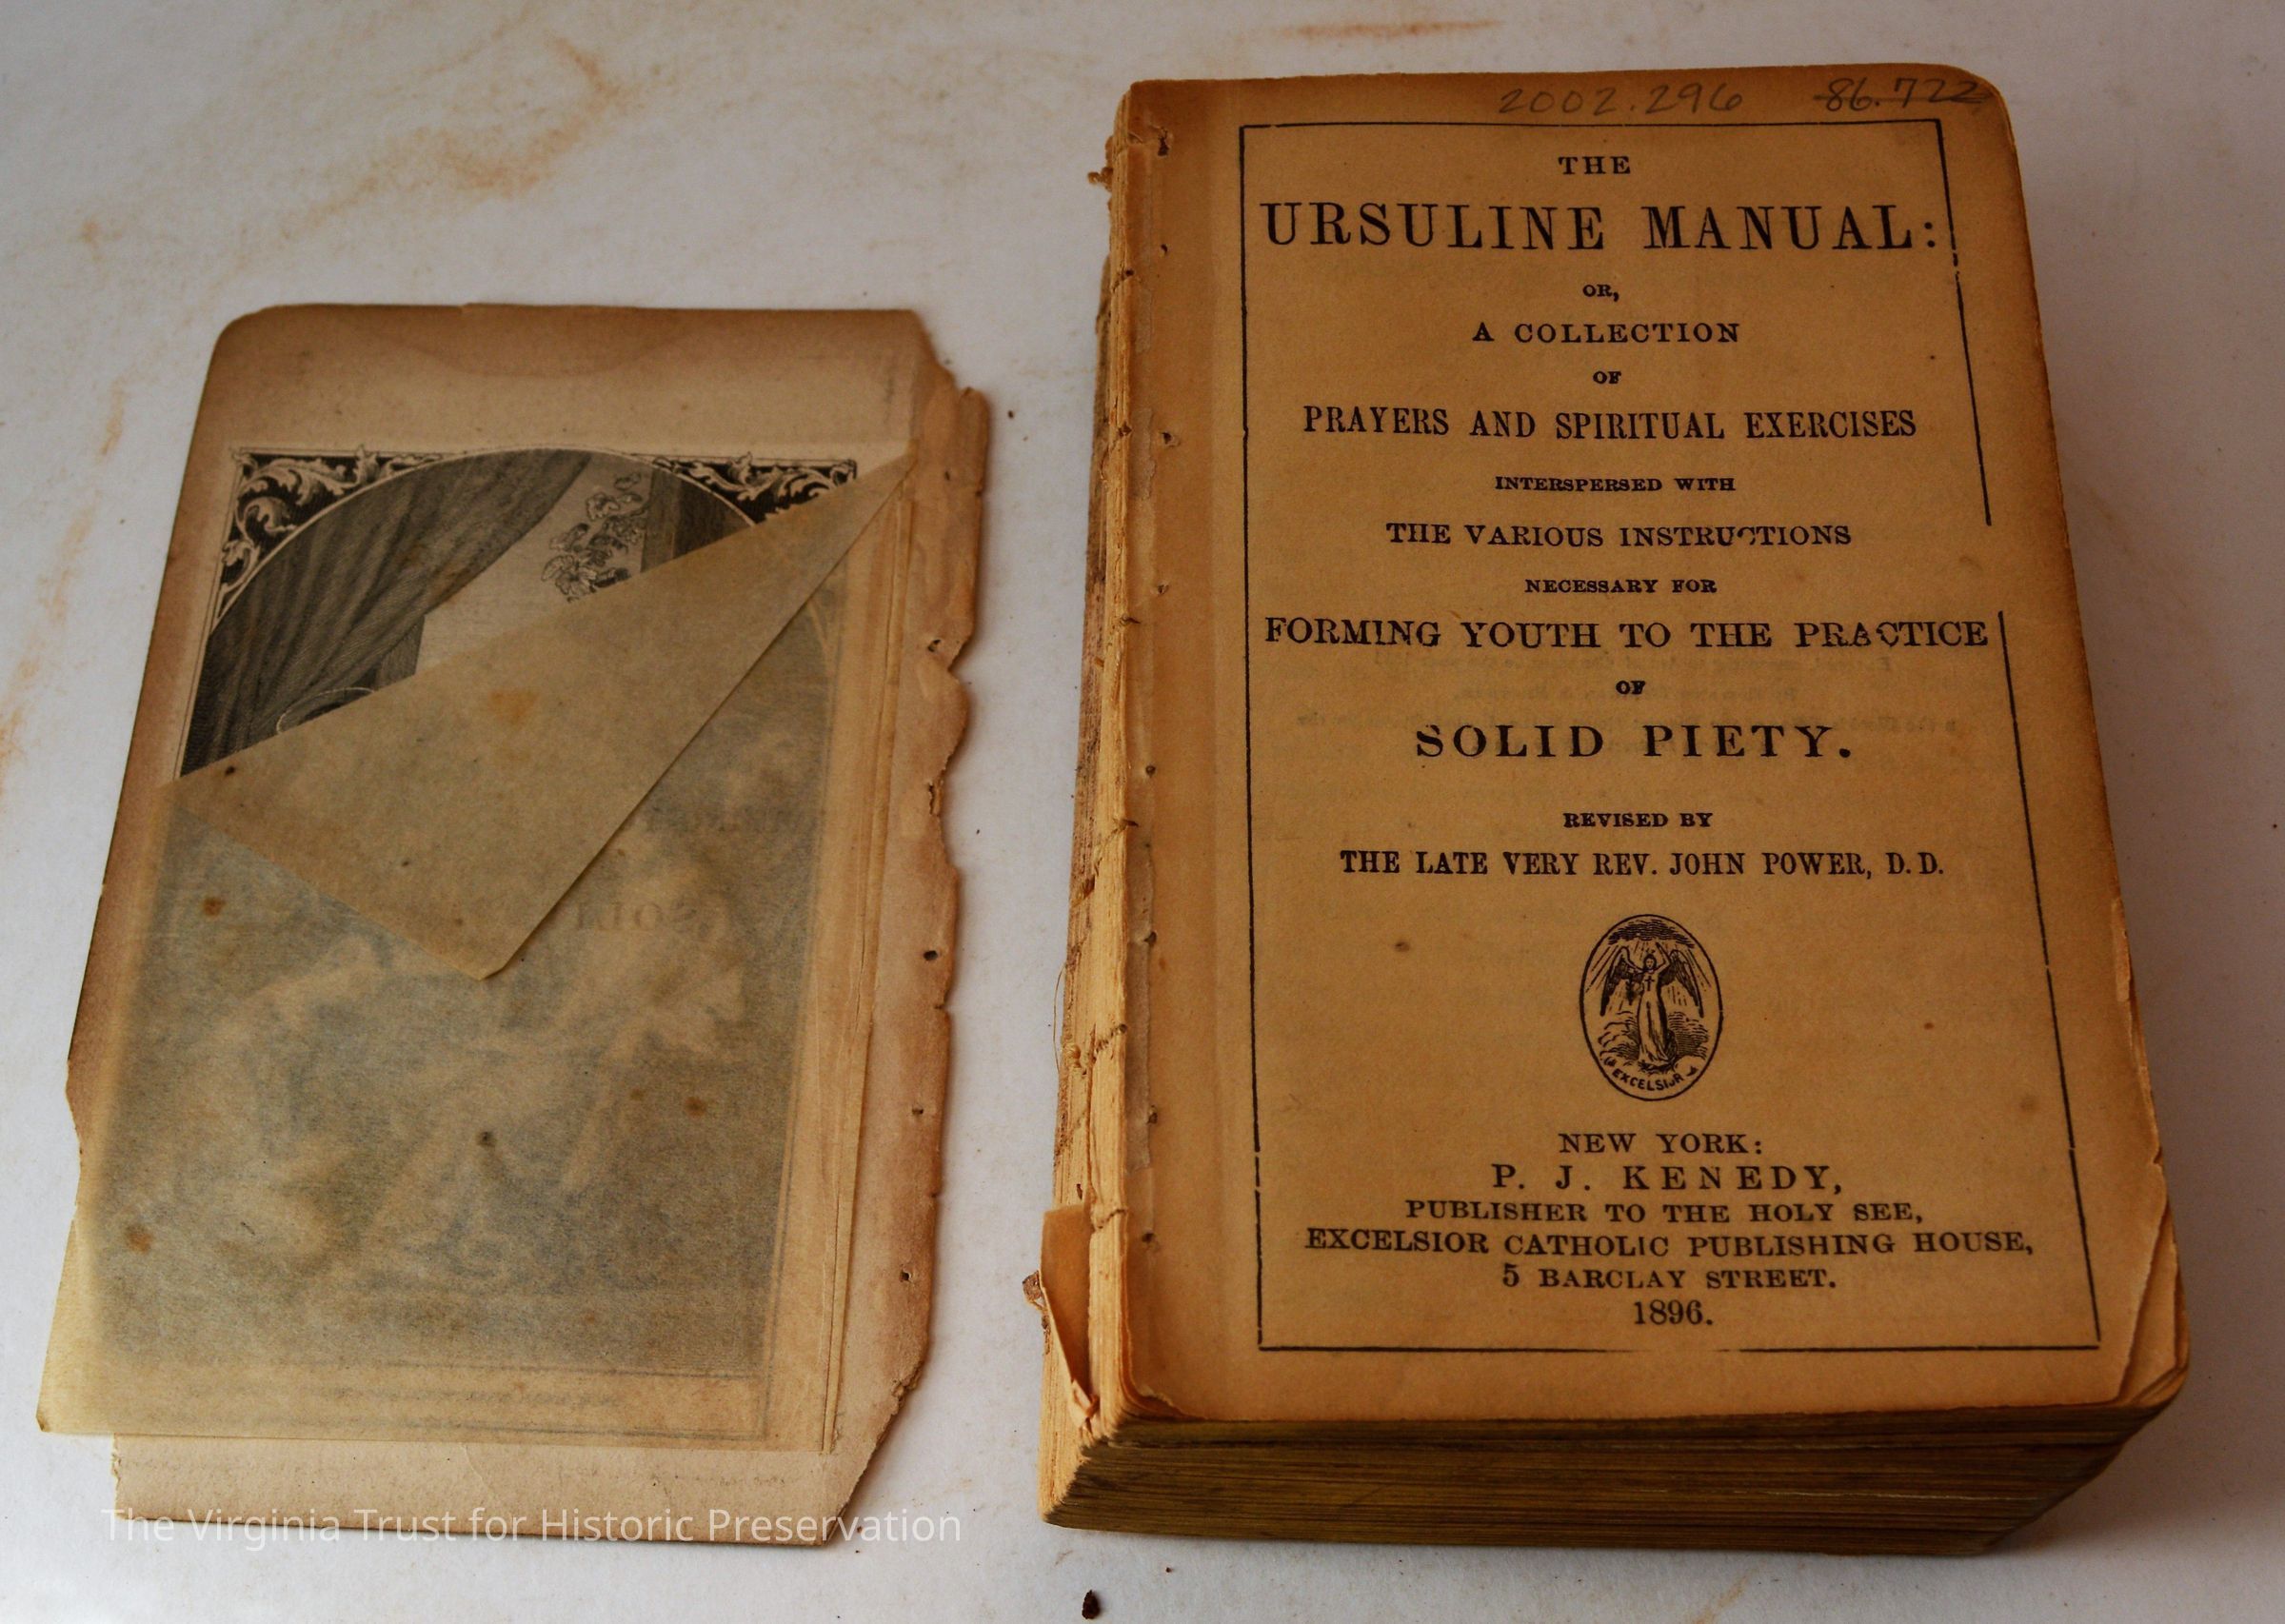 2002.296 86.722
THE
URSULINE MANUAL:
OR,
A COLLECTION
OF
PRAYERS AND SPIRITUAL EXERCISES
INTERSPERSED WITH
THE VARIOUS INSTRUCTIONS
NECESSARY FOR
FORMING YOUTH TO THE PRACTICE
OF
SOLID PIETY.
REVISED BY
THE LATE VERY REV. JOHN POWER, D.D.
EXCELSIOR
NEW YORK:
P. J. KENEDY,
PUBLISHER TO THE HOLY SEE,
EXCELSIOR CATHOLIC PUBLISHING HOUSE,
5 BARCLAY STREET.
1896.
The Virginia Trust for Historic Preservation